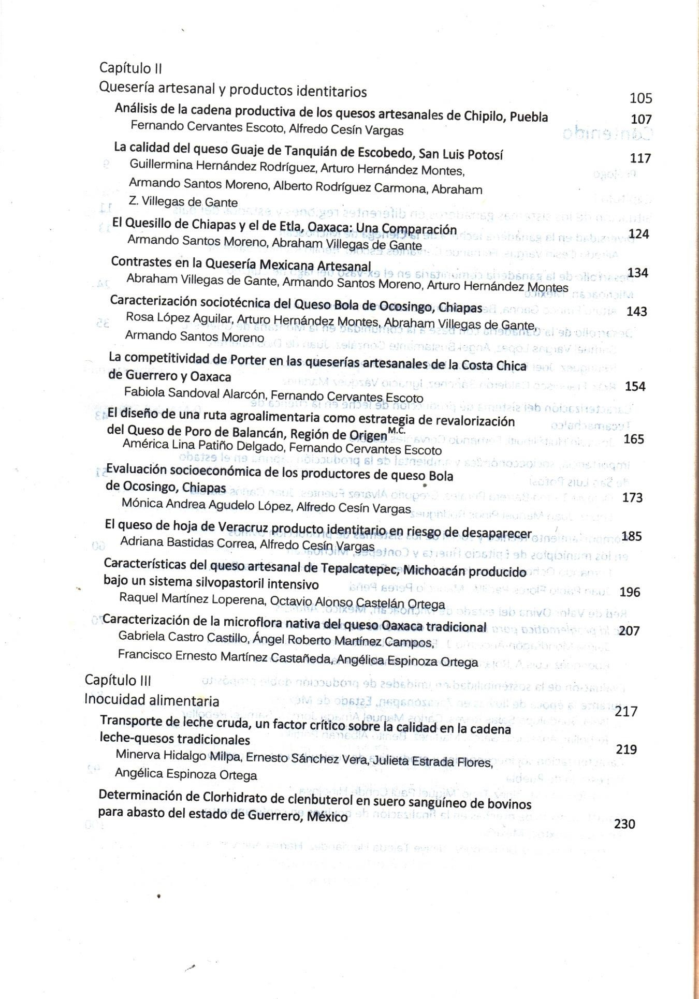 Capítulo II
Quesería artesanal y productos identitarios 105
Análisis de la cadena productiva de los quesos artesanales de Chipilo, Puebla 107
Fernando Cervantes Escoto, Alfredo Cesín Vargas
La calidad del queso Guaje de Tanquián de Escobedo, San Luis Potosí 117
Guillermina Hernández Rodríguez, Arturo Hernández Montes,
Armando Santos Moreno, Alberto Rodríguez Carmona, Abraham
Z. Villegas de Gante
El Quesillo de Chiapas y el de Etla, Oaxaca: Una Comparación 124
Armando Santos Moreno, Abraham Villegas de Gante
Contrastes en la Quesería Mexicana Artesanal 134
Abraham Villegas de Gante, Armando Santos Moreno, Arturo Hernández Montes
Caracterización sociotécnica del Queso Bola de Ocosingo, Chiapas 143
Rosa López Aguilar, Arturo Hernández Montes, Abraham Villegas de Gante,
Armando Santos Moreno
La competitividad de Porter en las queserías artesanales de la Costa Chica
de Guerrero y Oaxaca 154
Fabiola Sandoval Alarcón, Fernando Cervantes Escoto
El diseño de una ruta agroalimentaria como estrategia de revalorización
del Queso de Poro de Balancán, Región de Origen M.C. 165
América Lina Patiño Delgado, Fernando Cervantes Escoto
Evaluación socioeconómica de los productores de queso Bola
de Ocosingo, Chiapas 173
Mónica Andrea Agudelo López, Alfredo Cesín Vargas
El queso de hoja de Veracruz producto identitario en riesgo de desaparecer 185
Adriana Bastidas Correa, Alfredo Cesín Vargas
Características del queso artesanal de Tepalcatepec, Michoacán producido
bajo un sistema silvopastoril intensivo 196
Raquel Martínez Loperena, Octavio Alonso Castelán Ortega
Caracterización de la microflora nativa del queso Oaxaca tradicional 207
Gabriela Castro Castillo, Ángel Roberto Martínez Campos,
Francisco Ernesto Martínez Castañeda, Angélica Espinoza Ortega
Capítulo III
Inocuidad alimentaria 217
Transporte de leche cruda, un factor crítico sobre la calidad en la cadena
leche-quesos tradicionales 219
Minerva Hidalgo Milpa, Ernesto Sánchez Vera, Julieta Estrada Flores,
Angélica Espinoza Ortega
Determinación de Clorhidrato de clenbuterol en suero sanguíneo de bovinos
para abasto del estado de Guerrero, México 230